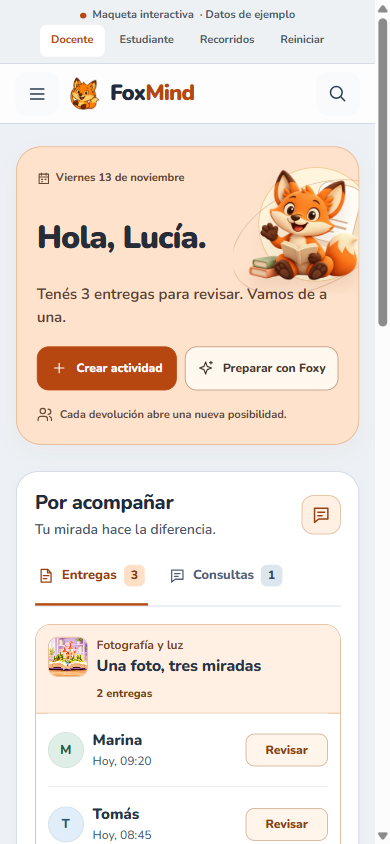 Maqueta interactiva · Datos de ejemplo
Docente Estudiante Recorridos Reiniciar
FoxMind
Viernes 13 de noviembre
Hola, Lucía.
Tenés 3 entregas para revisar. Vamos de a
una.
Crear actividad Preparar con Foxy
Cada devolución abre una nueva posibilidad.
Por acompañar
Tu mirada hace la diferencia.
Entregas 3 Consultas 1
Fotografía y luz
Una foto, tres miradas
2 entregas
M Marina Revisar
Hoy, 09:20
T Tomás Revisar
Hoy, 08:45